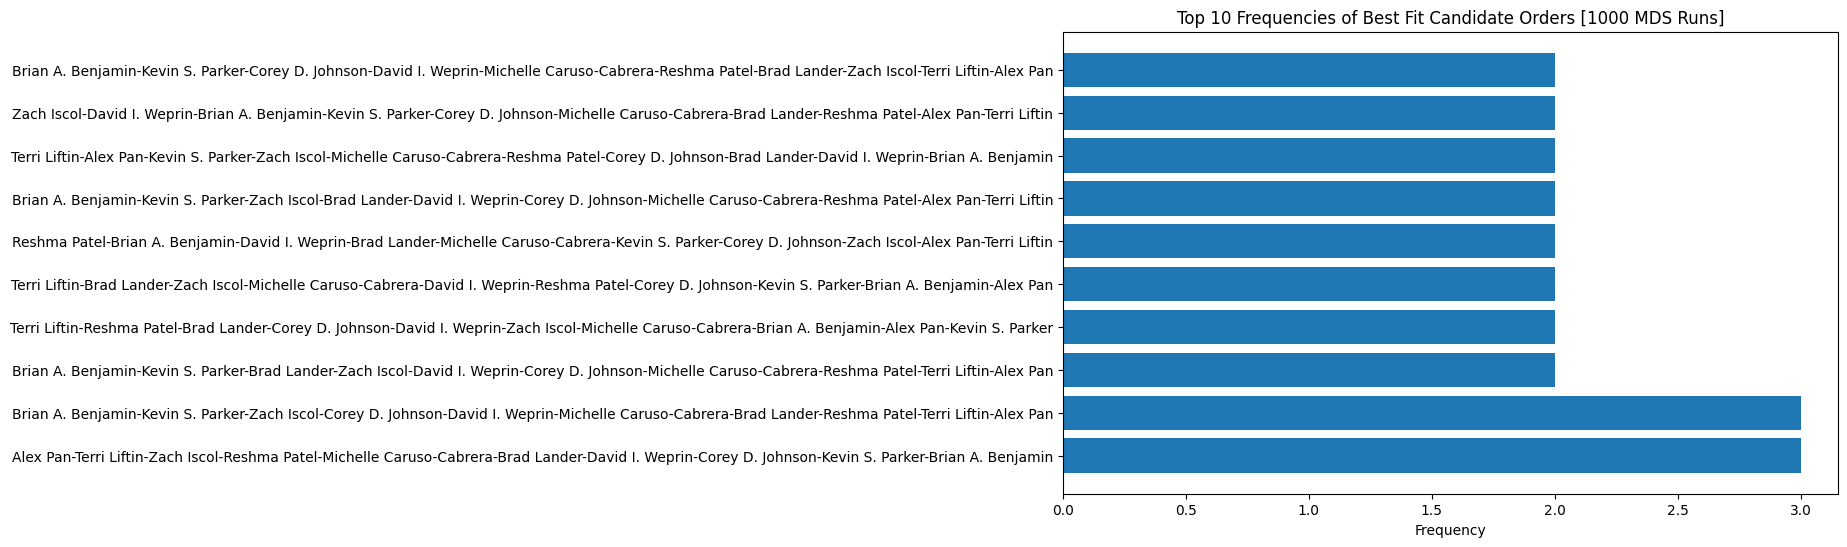 Top 10 Frequencies of Best Fit Candidate Orders [1000 MDS Runs]
Brian A. Benjamin-Kevin S. Parker-Corey D. Johnson-David I. Weprin-Michelle Caruso-Cabrera-Reshma Patel-Brad Lander-Zach Iscol-Terri Liftin-Alex Pan
Zach Iscol-David I. Weprin-Brian A. Benjamin-Kevin S. Parker-Corey D. Johnson-Michelle Caruso-Cabrera-Brad Lander-Reshma Patel-Alex Pan-Terri Liftin
Terri Liftin-Alex Pan-Kevin S. Parker-Zach Iscol-Michelle Caruso-Cabrera-Reshma Patel-Corey D. Johnson-Brad Lander-David I. Weprin-Brian A. Benjamin
Brian A. Benjamin-Kevin S. Parker-Zach Iscol-Brad Lander-David I. Weprin-Corey D. Johnson-Michelle Caruso-Cabrera-Reshma Patel-Alex Pan-Terri Liftin
Reshma Patel-Brian A. Benjamin-David I. Weprin-Brad Lander-Michelle Caruso-Cabrera-Kevin S. Parker-Corey D. Johnson-Zach Iscol-Alex Pan-Terri Liftin
Terri Liftin-Brad Lander-Zach Iscol-Michelle Caruso-Cabrera-David I. Weprin-Reshma Patel-Corey D. Johnson-Kevin S. Parker-Brian A. Benjamin-Alex Pan
Terri Liftin-Reshma Patel-Brad Lander-Corey D. Johnson-David I. Weprin-Zach Iscol-Michelle Caruso-Cabrera-Brian A. Benjamin-Alex Pan-Kevin S. Parker
Brian A. Benjamin-Kevin S. Parker-Brad Lander-Zach Iscol-David I. Weprin-Corey D. Johnson-Michelle Caruso-Cabrera-Reshma Patel-Terri Liftin-Alex Pan
Brian A. Benjamin-Kevin S. Parker-Zach Iscol-Corey D. Johnson-David I. Weprin-Michelle Caruso-Cabrera-Brad Lander-Reshma Patel-Terri Liftin-Alex Pan
Alex Pan-Terri Liftin-Zach Iscol-Reshma Patel-Michelle Caruso-Cabrera-Brad Lander-David I. Weprin-Corey D. Johnson-Kevin S. Parker-Brian A. Benjamin
0.0 0.5 1.0 1.5 2.0 2.5 3.0
Frequency